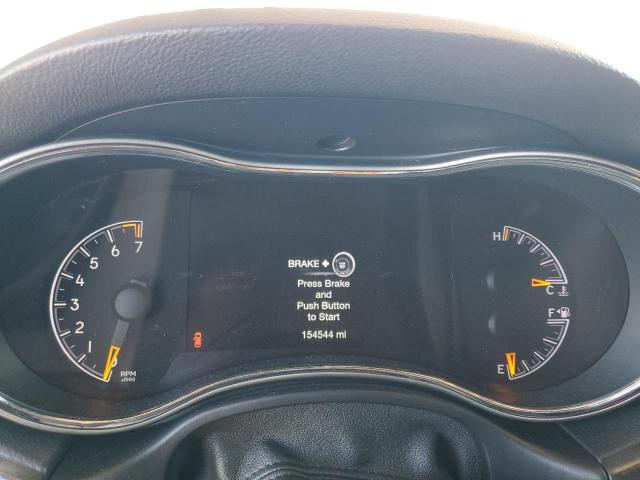 7
6
5
4
3
2
1
0
RPM
x1000
BRAKE +
Press Brake
and
Push Button
to Start
154544 mi
H
C
F
E